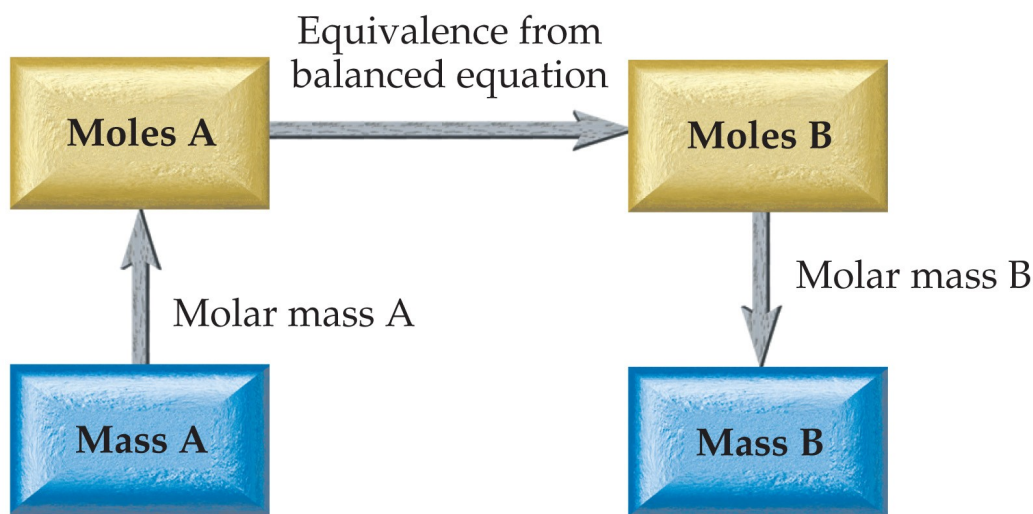 Equivalence from
balanced equation
Moles A
Moles B
Molar mass A
Molar mass B
Mass A
Mass B